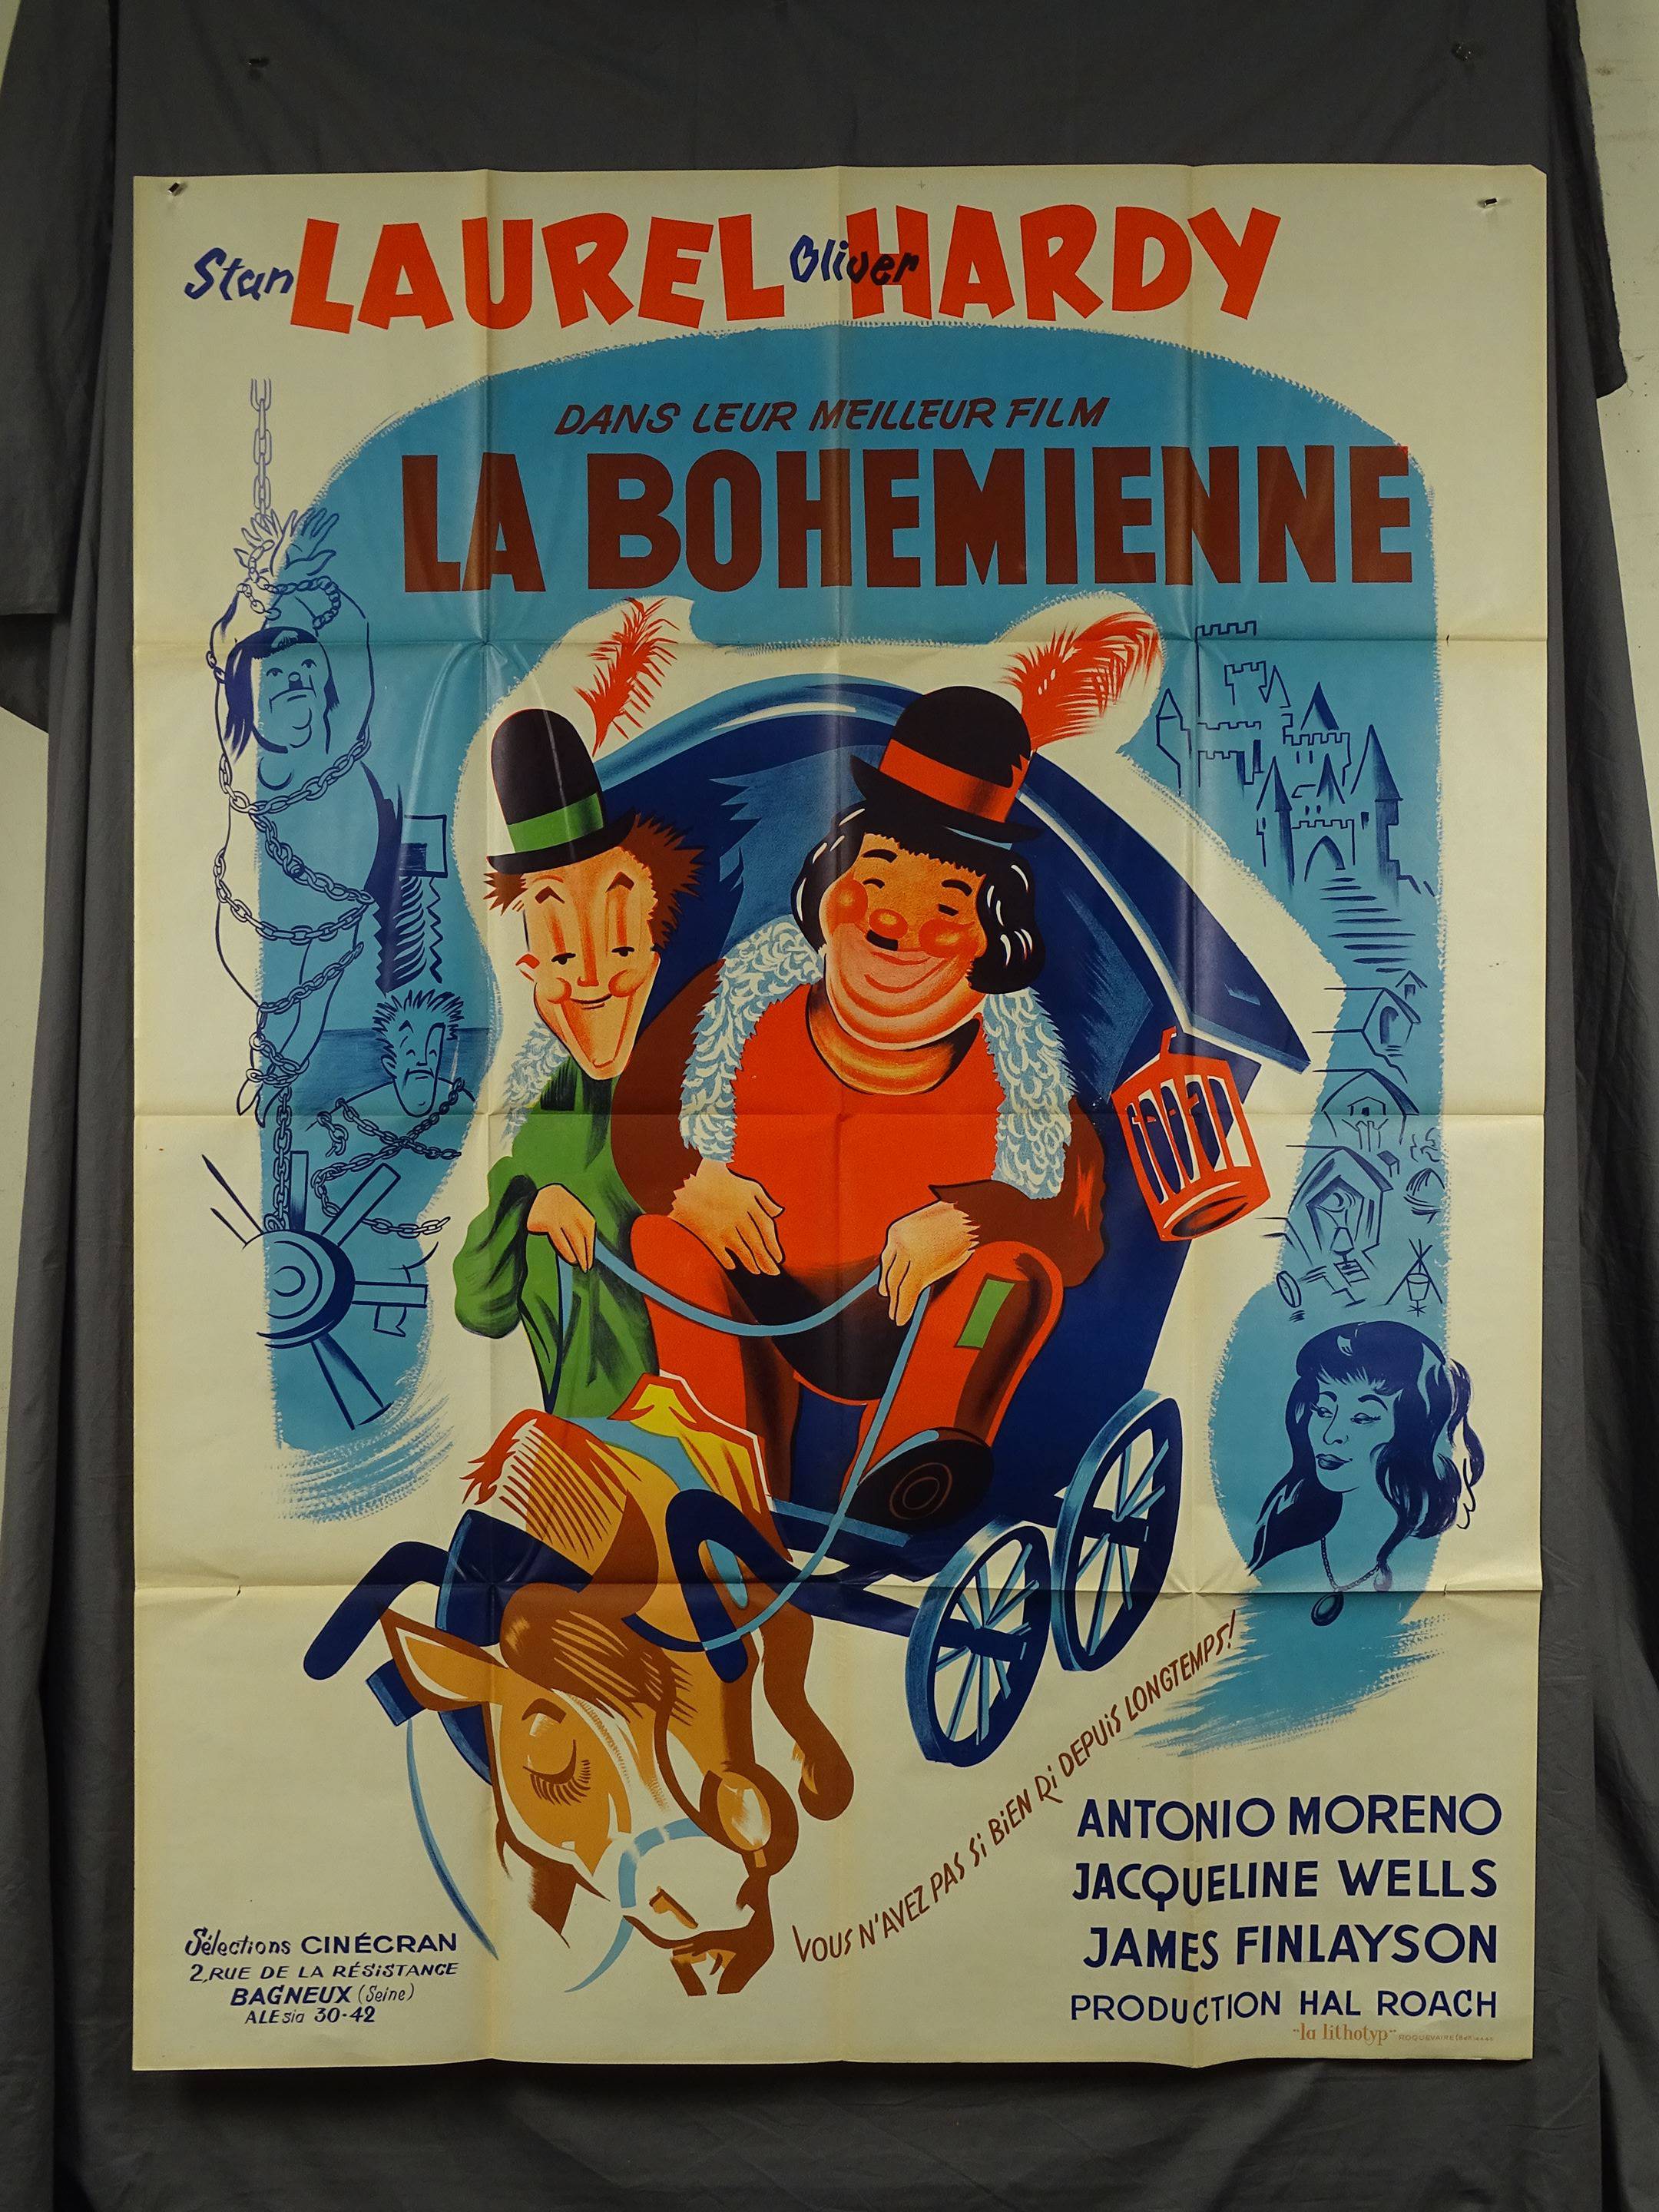 Stan LAUREL Oliver HARDY
DANS LEUR MEILLEUR FILM
LA BOHEMIENNE
VOUS N'AVEZ PAS Si BiEN Ri DEPUiS LONGTEMPS!
ANTONIO MORENO
JACQUELINE WELLS
JAMES FINLAYSON
PRODUCTION HAL ROACH
"la lithotyp" ROQUEVAIRE
Sélections CINÉCRAN
2, RUE DE LA RÉSiSTANCE
BAGNEUX (Seine)
ALEsia 30-42